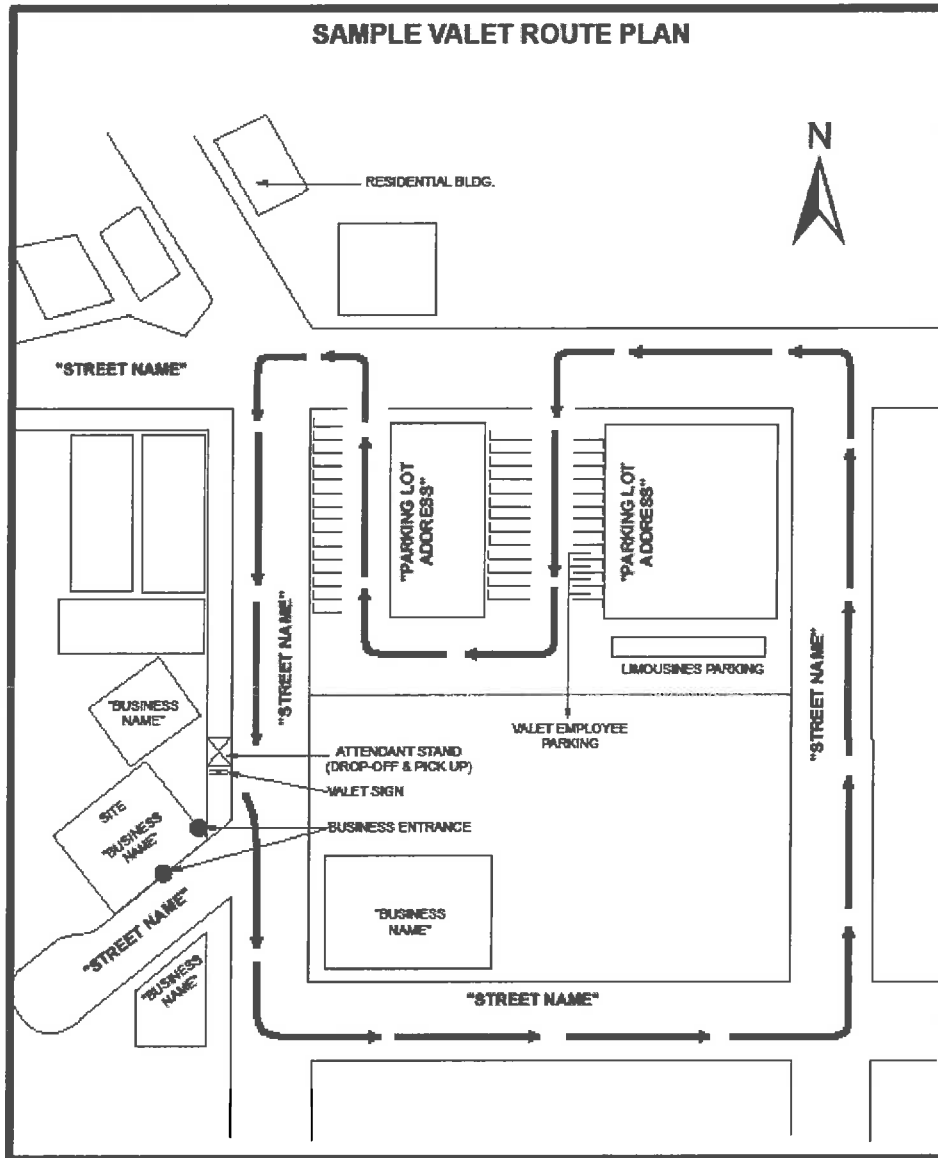 SAMPLE VALET ROUTE PLAN
N
RESIDENTIAL BLDG.
"STREET NAME"
"PARKING LOT
ADDRESS"
"PARKING LOT
ADDRESS"
"STREET NAME"
"STREET NAME"
LIMOUSINES PARKING
"BUSINESS
NAME"
VALET EMPLOYEE
PARKING
ATTENDANT STAND
(DROP-OFF & PICK UP)
VALET SIGN
SITE
"BUSINESS
NAME"
BUSINESS ENTRANCE
"STREET NAME"
"BUSINESS
NAME"
"BUSINESS
NAME"
"STREET NAME"